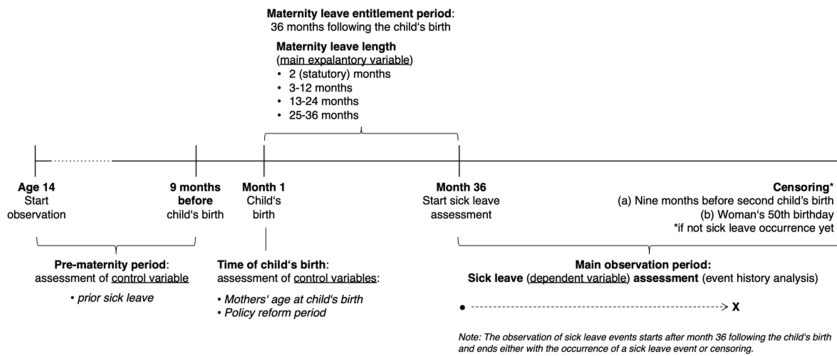 Maternity leave entitlement period:
36 months following the child's birth
Maternity leave length
(main expalantory variable)
• 2 (statutory) months
• 3-12 months
• 13-24 months
• 25-36 months
Age 14
Start
observation
9 months
before
child's birth
Month 1
Child's
birth
Month 36
Start sick leave
assessment
Censoring*
(a) Nine months before second child's birth
(b) Woman's 50th birthday
*if not sick leave occurrence yet
Pre-maternity period:
assessment of control variable
• prior sick leave
Time of child's birth:
assessment of control variables:
• Mothers' age at child's birth
• Policy reform period
Main observation period:
Sick leave (dependent variable) assessment (event history analysis)
X
Note: The observation of sick leave events starts after month 36 following the child's birth
and ends either with the occurrence of a sick leave event or censoring.